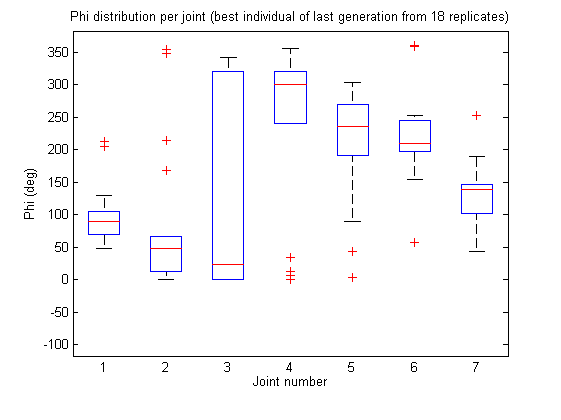 Phi distribution per joint (best individual of last generation from 18 replicates)
Phi (deg)
350
300
250
200
150
100
50
0
-50
-100
1 2 3 4 5 6 7
Joint number